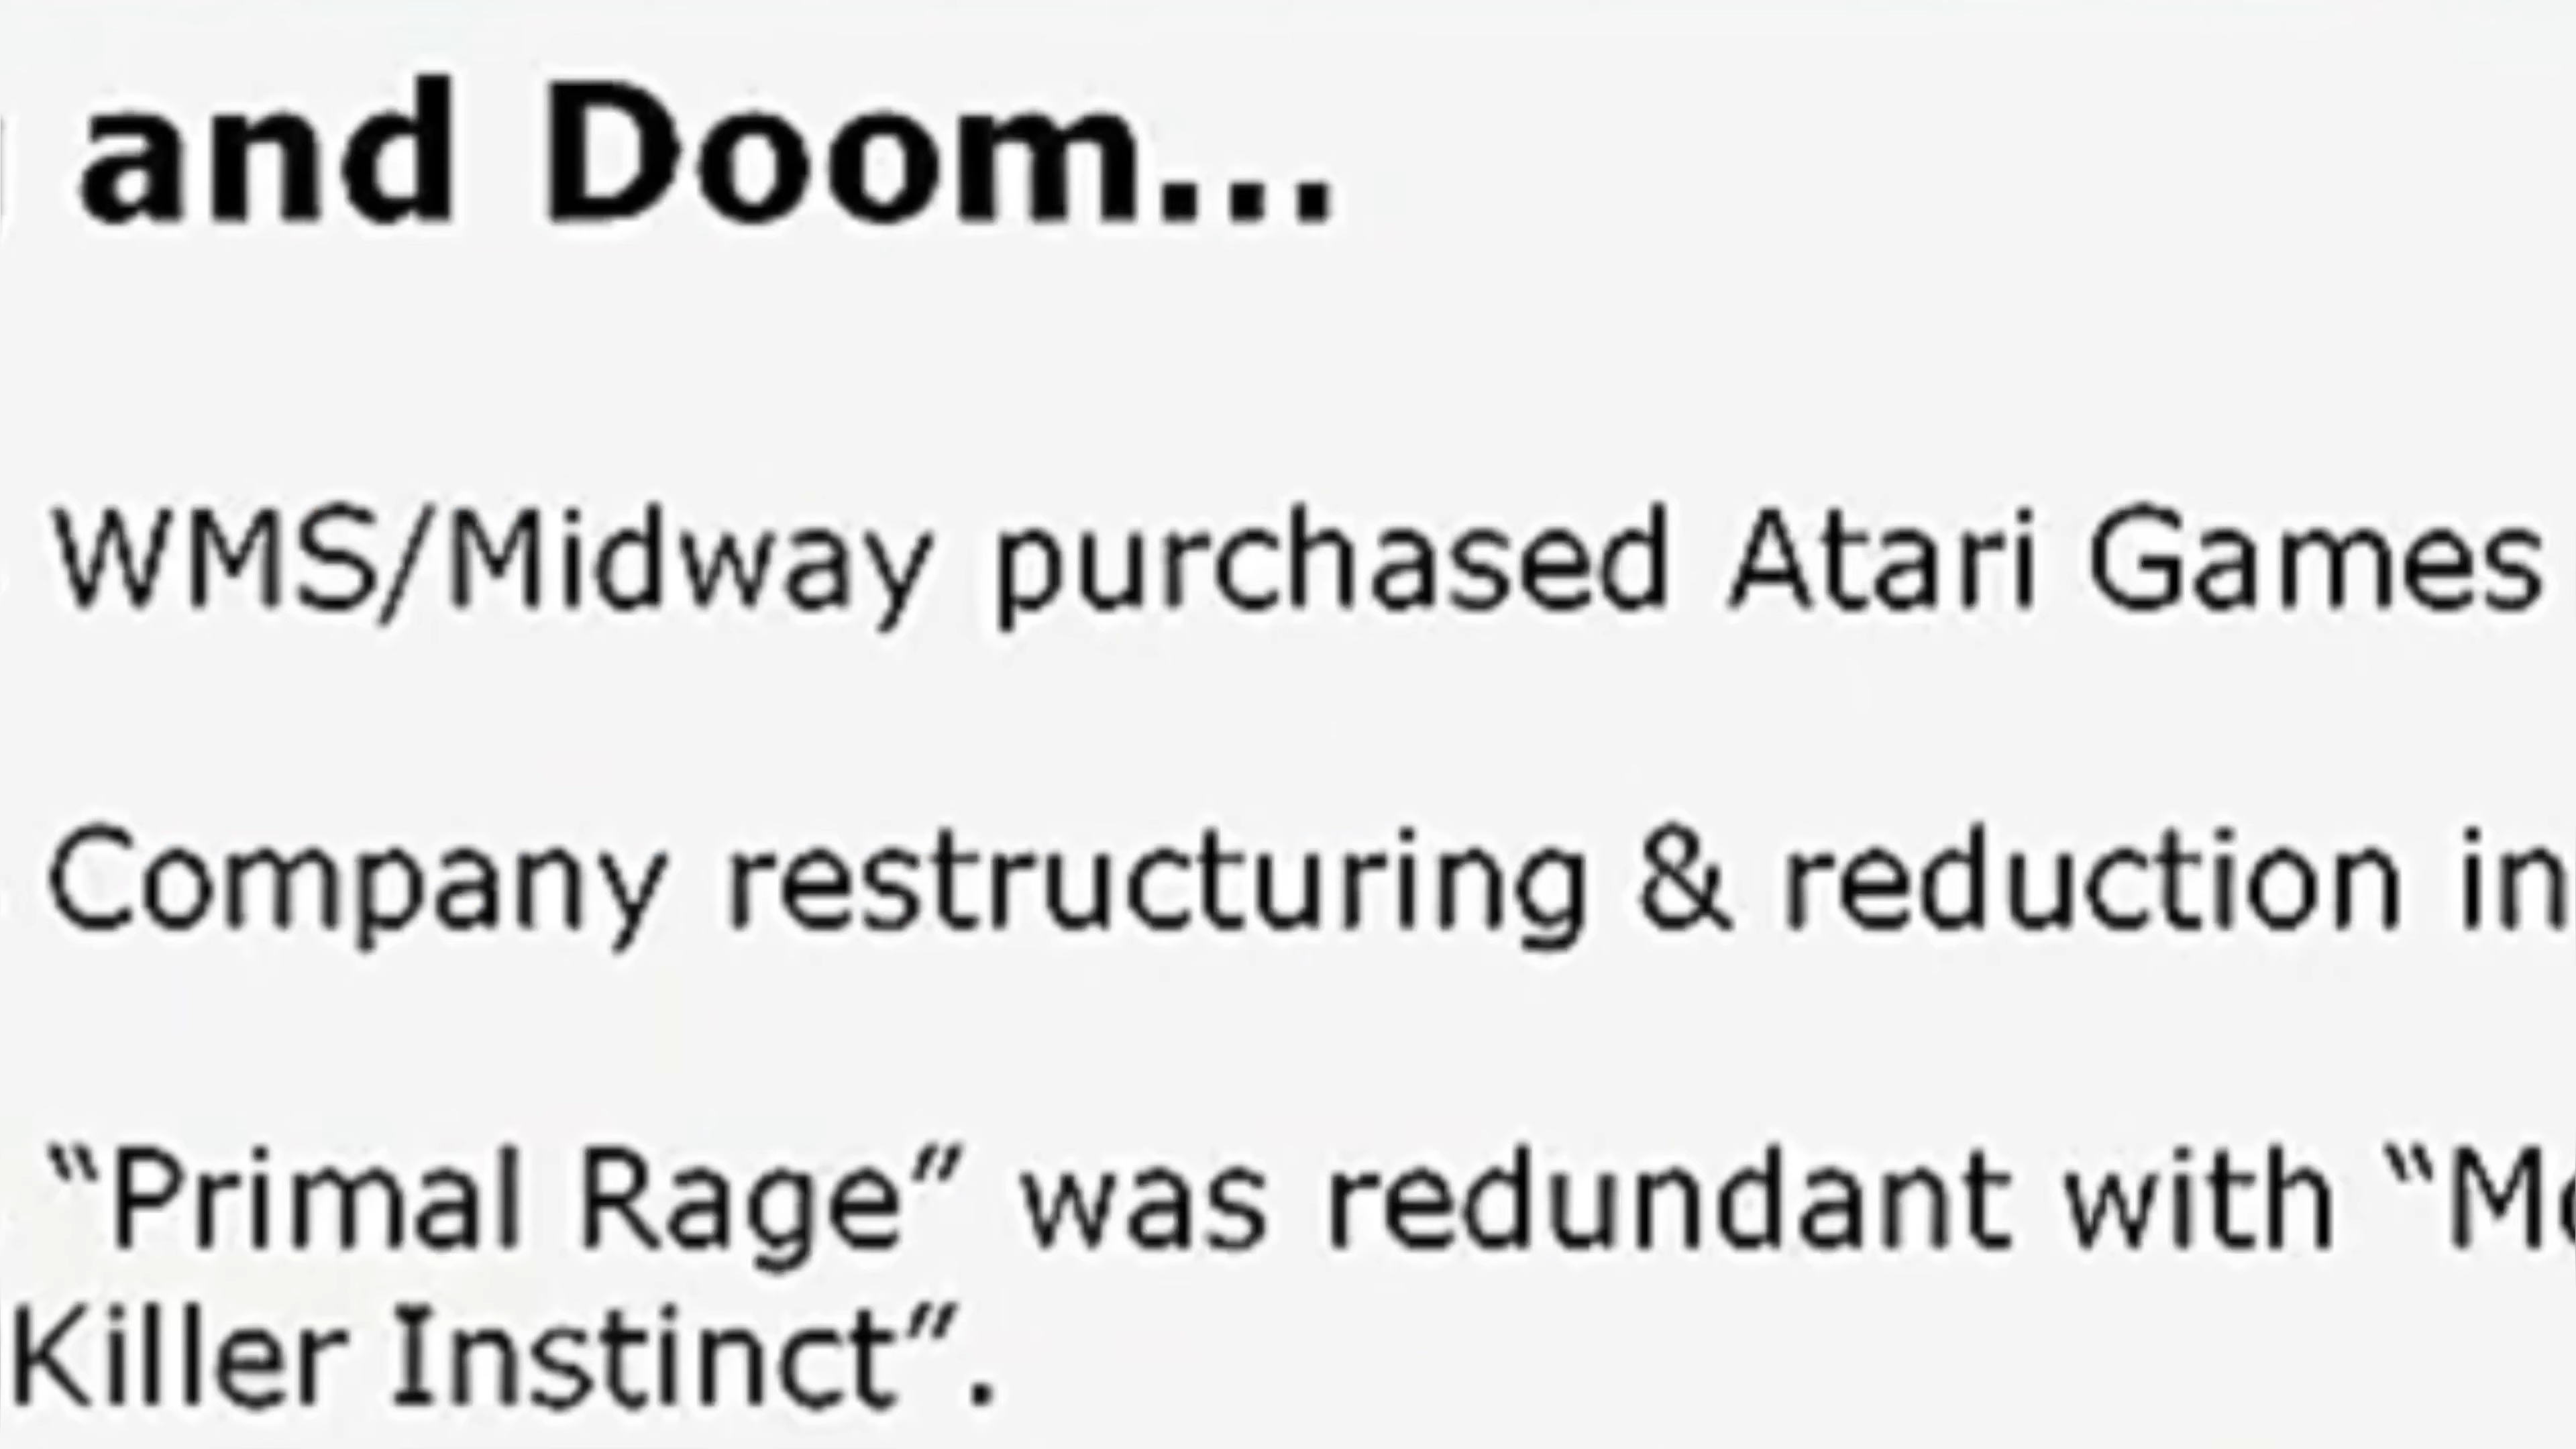 and Doom...
WMS/Midway purchased Atari Games
Company restructuring & reduction in
“Primal Rage” was redundant with
Killer Instinct”.